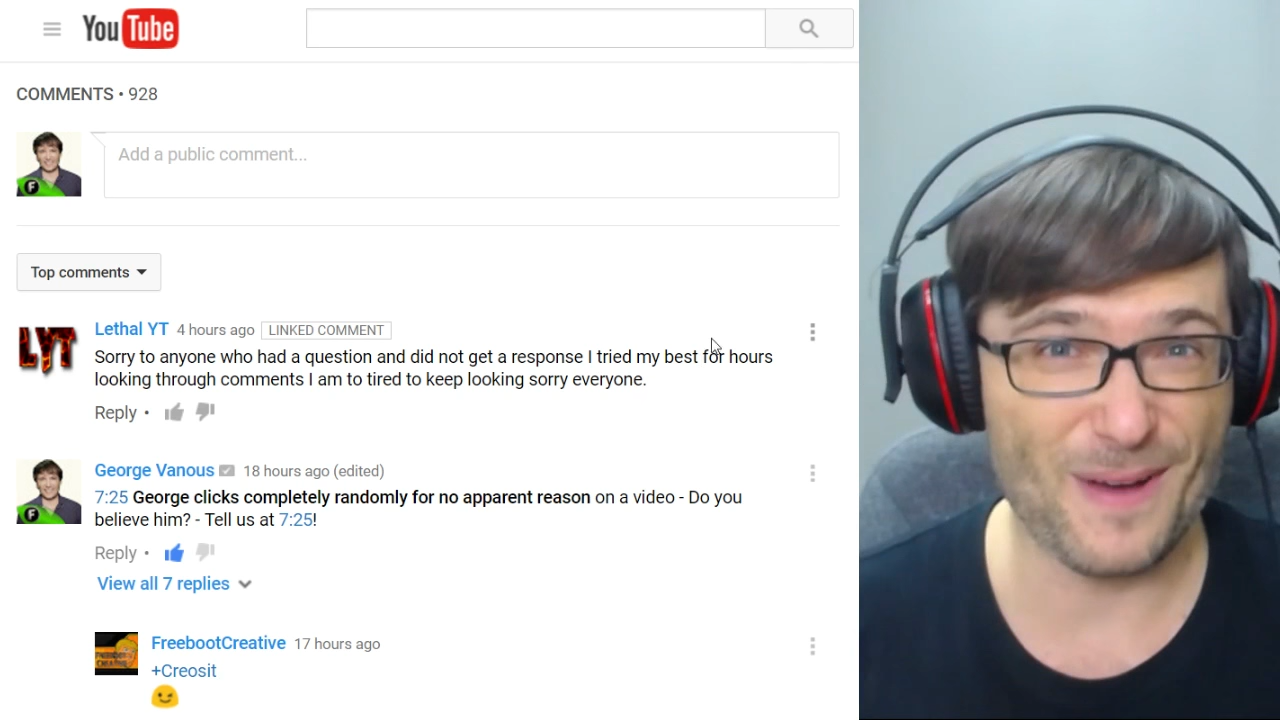 YouTube
COMMENTS • 928
Add a public comment...
Top comments
Lethal YT 4 hours ago LINKED COMMENT
Sorry to anyone who had a question and did not get a response I tried my best for hours
looking through comments I am to tired to keep looking sorry everyone.
Reply •
George Vanous 18 hours ago (edited)
7:25 George clicks completely randomly for no apparent reason on a video - Do you
believe him? - Tell us at 7:25!
Reply •
View all 7 replies
FreebootCreative 17 hours ago
+Creosit
LYT
F
F